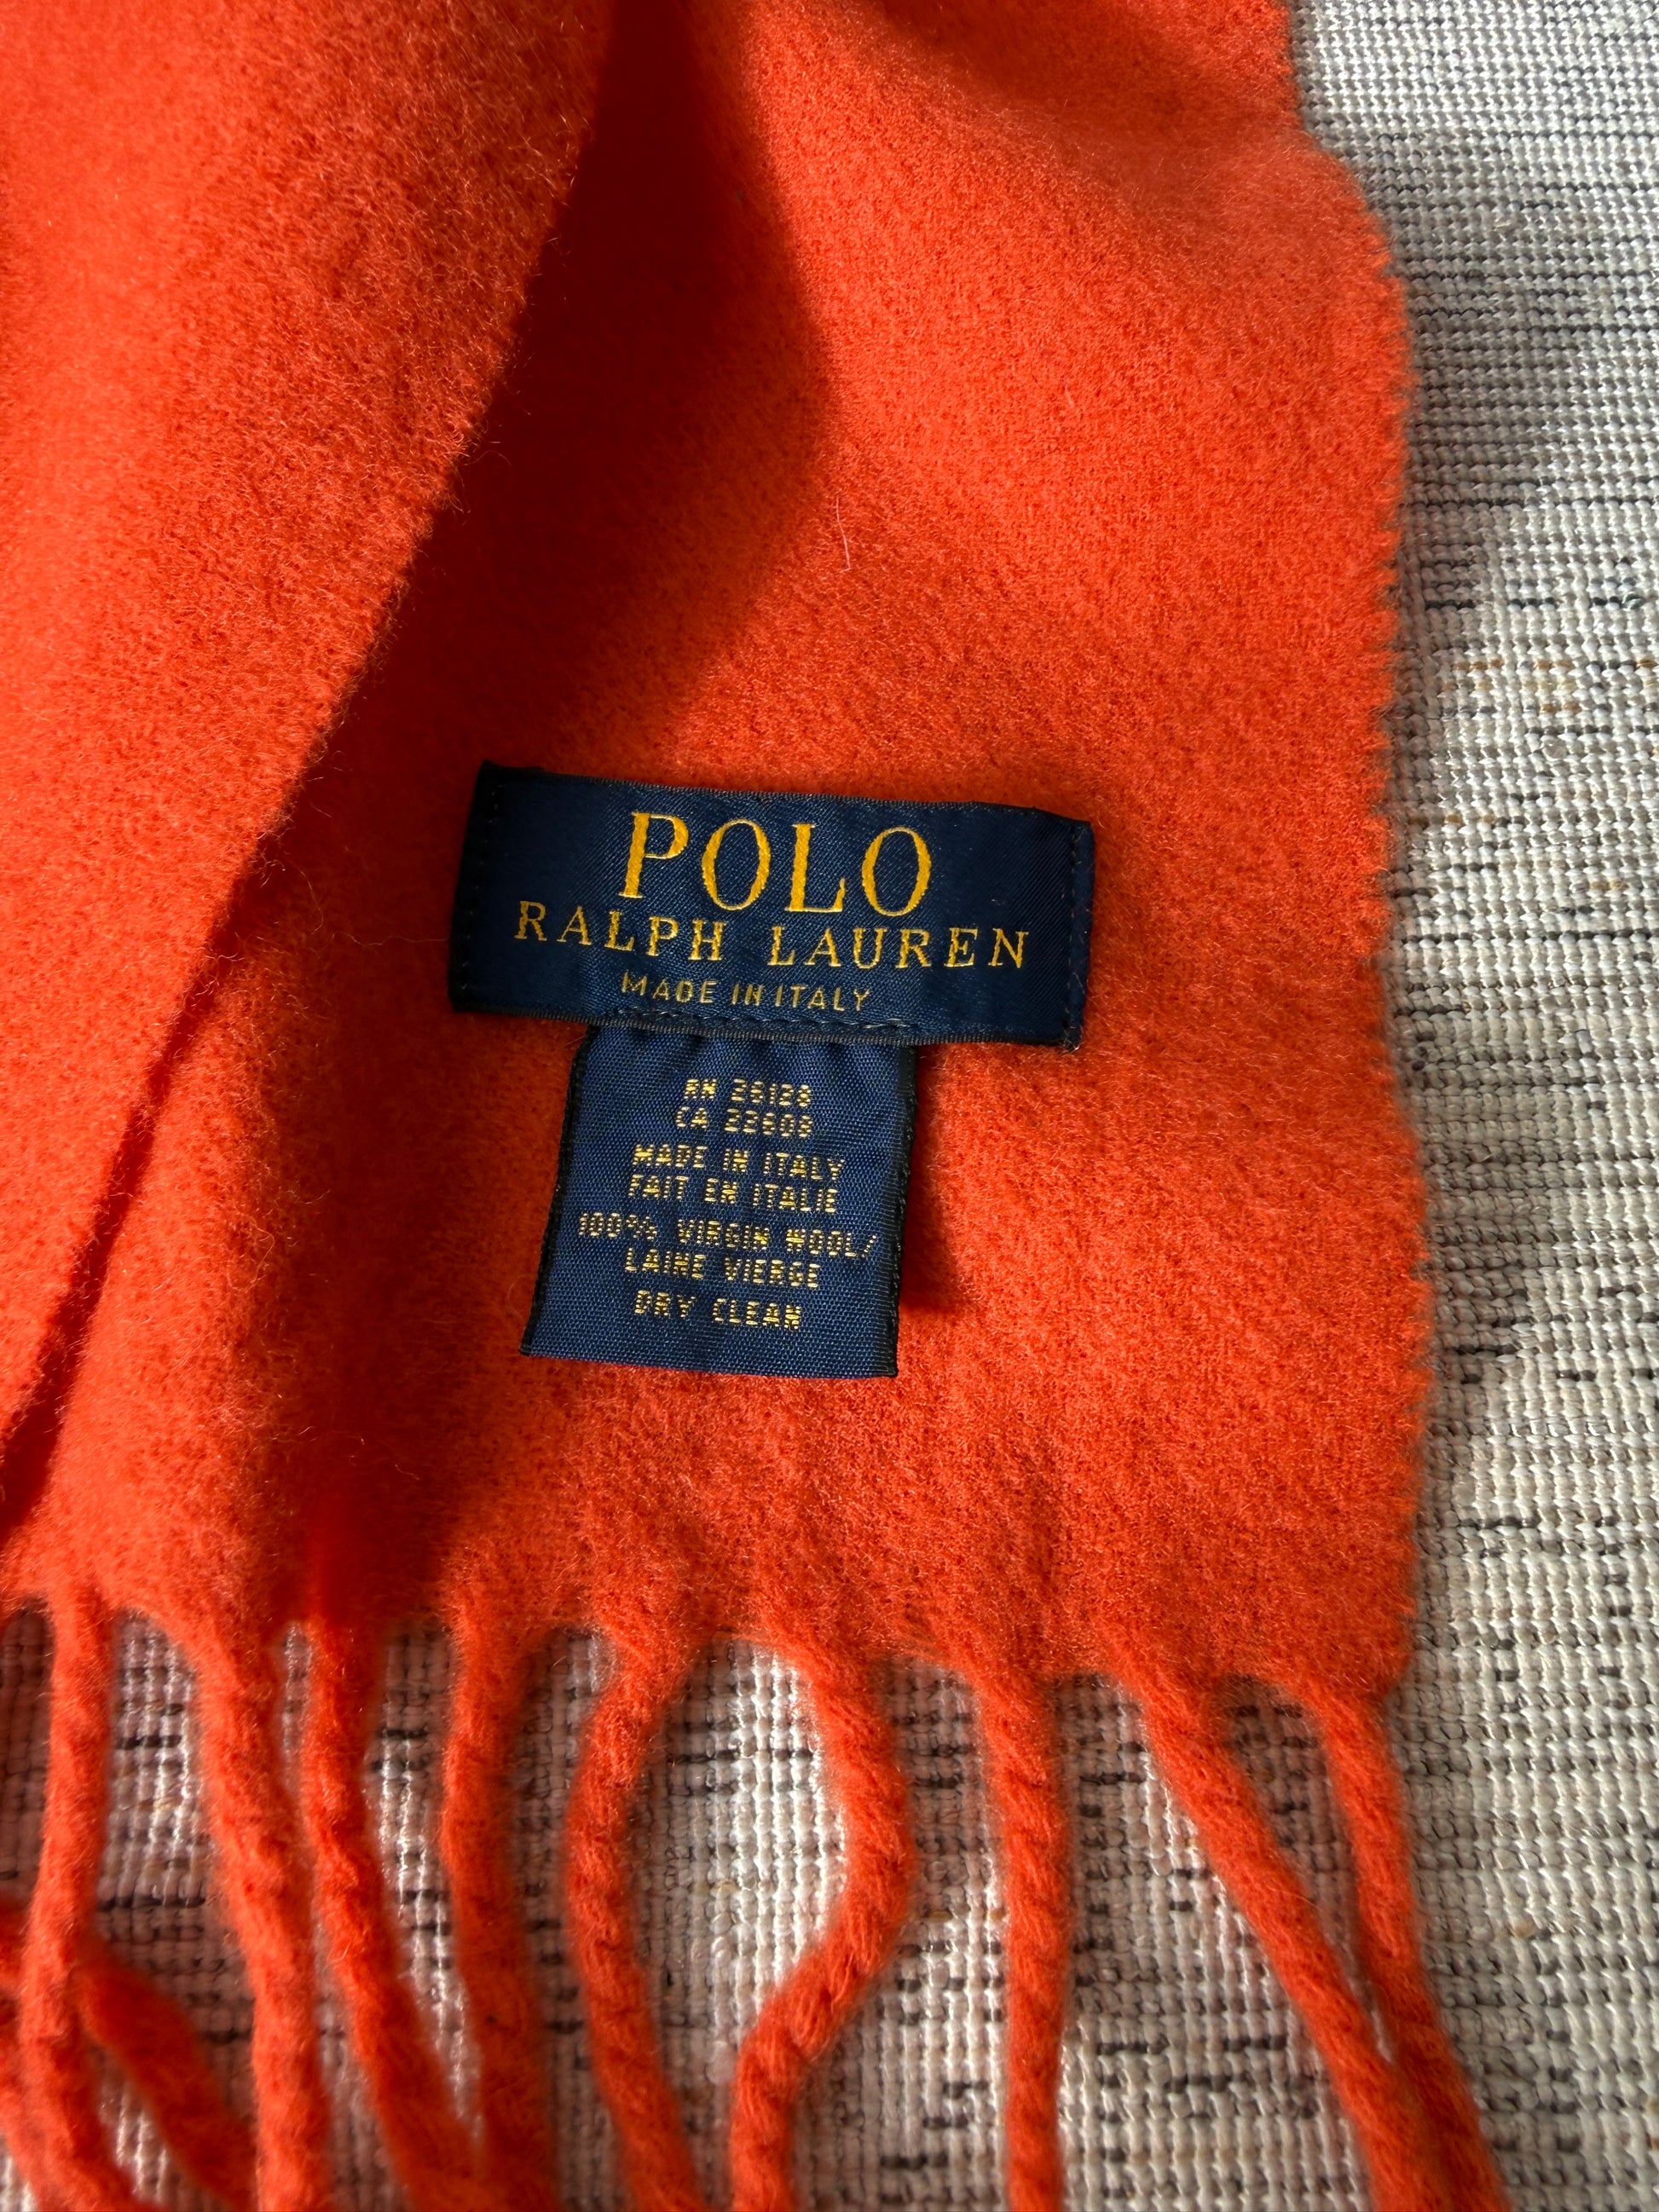 POLO
RALPH LAUREN
MADE IN ITALY
RN 26128
CA 22608
MADE IN ITALY
FAIT EN ITALIE
100% VIRGIN WOOL/
LAINE VIERGE
DRY CLEAN